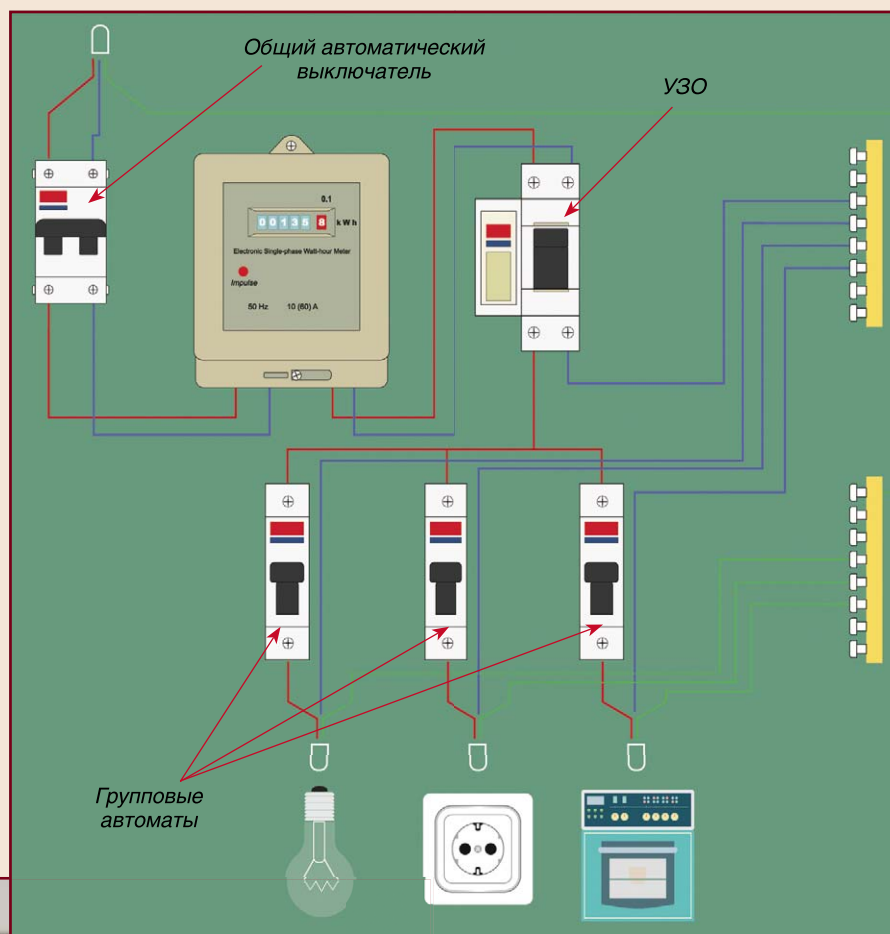 Общий автоматический
выключатель
УЗО
0.1
00135 8 k W h
Electronic Single-phase Watt-hour Meter
Impulse
50 Hz 10 (60) A
Групповые
автоматы